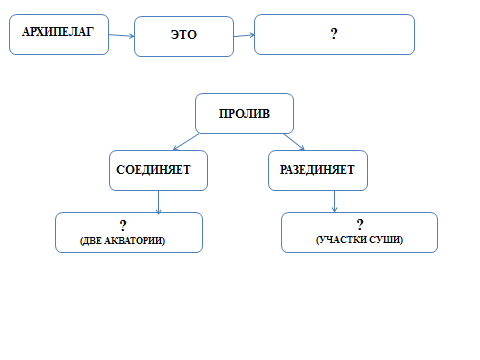 АРХИПЕЛАГ
ЭТО
?
ПРОЛИВ
СОЕДИНЯЕТ
РАЗЕДИНЯЕТ
?
(ДВЕ АКВАТОРИИ)
?
(УЧАСТКИ СУШИ)